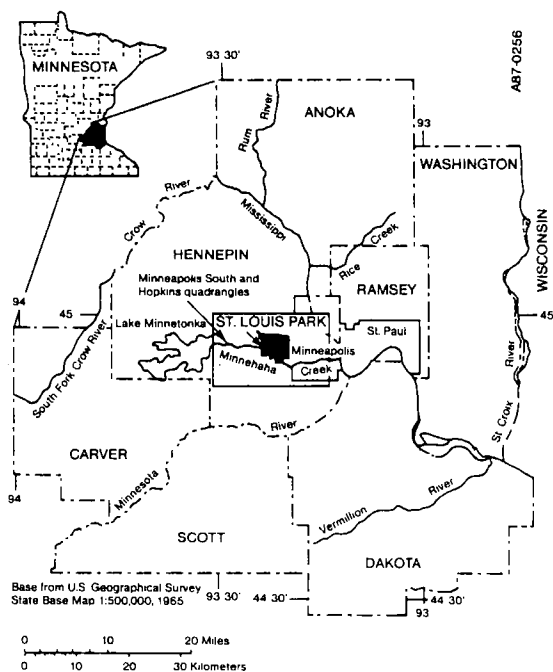 MINNESOTA
93 30'
A87-0256
ANOKA
Rum River
93
WASHINGTON
Crow River
Mississippi
WISCONSIN
HENNEPIN
Rice Creek
Minneapoks South and
Hopkins quadrangles
RAMSEY
94
45
Lake Minnetonka
ST. LOUIS PARK
St. Paul
45
Minneapolis
Minnehaha Creek
South Fork Crow River
St Croix River
River
CARVER
94
Minnesota
Vermillion River
SCOTT
DAKOTA
Base from U.S. Geographical Survey
State Base Map 1:500,000, 1965
93 30'
44 30'
44 30'
93
0 10 20 Miles
0 10 20 30 Kilometers